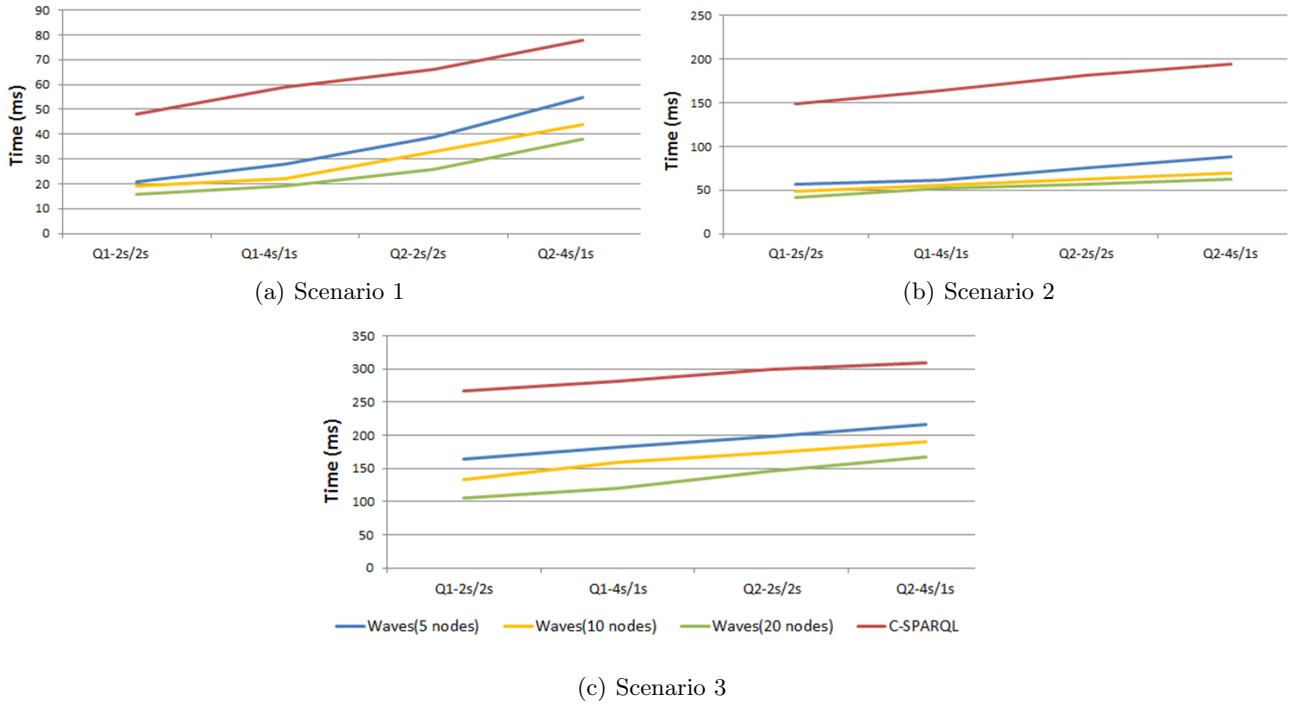 90
80
70
60
50
40
30
20
10
0
Time (ms)
Q1-2s/2s Q1-4s/1s Q2-2s/2s Q2-4s/1s
(a) Scenario 1
250
200
150
100
50
0
Time (ms)
Q1-2s/2s Q1-4s/1s Q2-2s/2s Q2-4s/1s
(b) Scenario 2
350
300
250
200
150
100
50
0
Time (ms)
Q1-2s/2s Q1-4s/1s Q2-2s/2s Q2-4s/1s
Waves(5 nodes) Waves(10 nodes) Waves(20 nodes) C-SPARQL
(c) Scenario 3